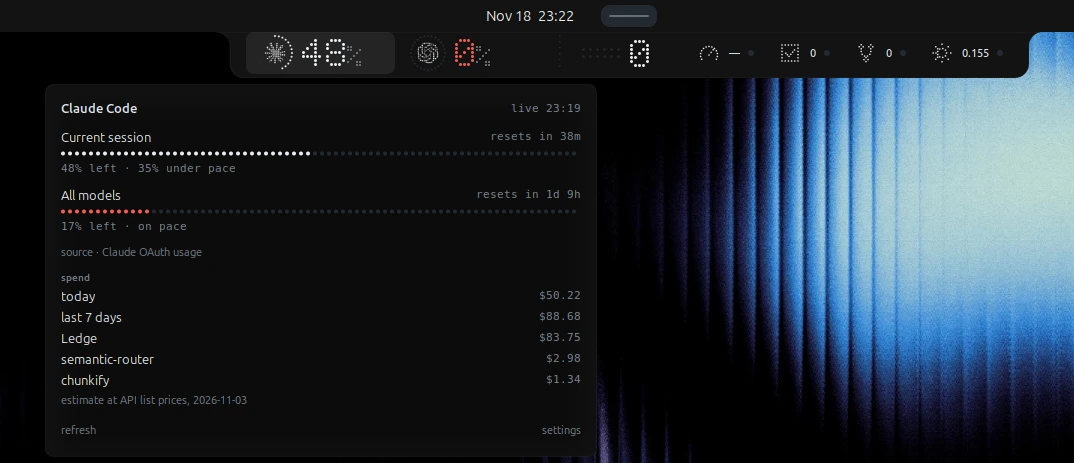 Nov 18 23:22
48% 0% 0 — 0 0 0.155
Claude Code live 23:19
Current session resets in 38m
48% left · 35% under pace
All models resets in 1d 9h
17% left · on pace
source · Claude OAuth usage
spend
today $50.22
last 7 days $88.68
Ledge $83.75
semantic-router $2.98
chunkify $1.34
estimate at API list prices, 2026-11-03
refresh settings